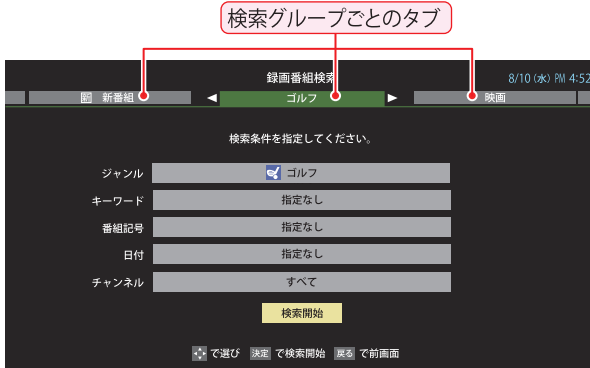 検索グループごとのタブ
録画番組検索
8/10 (水) PM 4:52
新 新番組 ◀ ゴルフ ▶ 映画
検索条件を指定してください。
ジャンル ゴルフ
キーワード 指定なし
番組記号 指定なし
日付 指定なし
チャンネル すべて
検索開始
で選び 決定 で検索開始 戻る で前画面